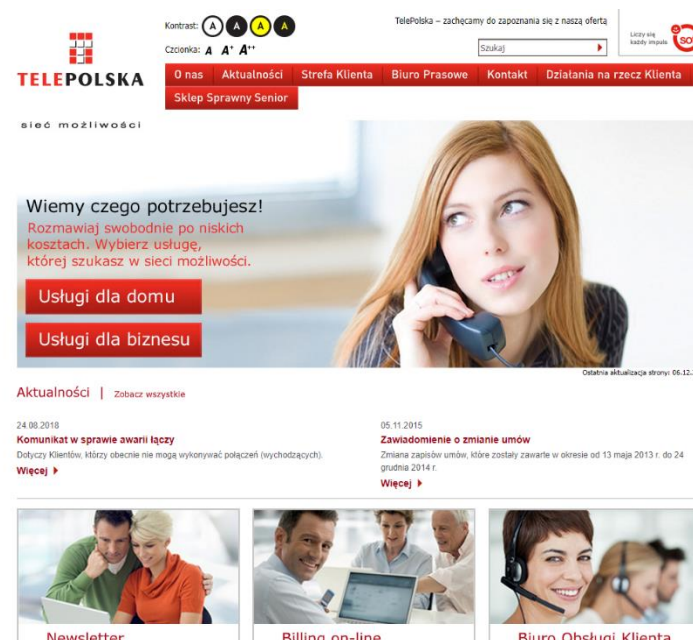 Kontrast: A A A A
TelePolska – zachęcamy do zapoznania się z naszą ofertą
Czcionka: A A+ A++
Szukaj
Liczy się
każdy impuls
TELEPOLSKA
sieć możliwości
O nas Aktualności Strefa Klienta Biuro Prasowe Kontakt Działania na rzecz Klienta
Sklep Sprawny Senior
Wiemy czego potrzebujesz!
Rozmawiaj swobodnie po niskich
kosztach. Wybierz usługę,
której szukasz w sieci możliwości.
Usługi dla domu
Usługi dla biznesu
Ostatnia aktualizacja strony: 06.12.
Aktualności | Zobacz wszystkie
24.08.2018
Komunikat w sprawie awarii łączy
Dotyczy Klientów, którzy obecnie nie mogą wykonywać połączeń (wychodzących).
Więcej
05.11.2015
Zawiadomienie o zmianie umów
Zmiana zapisów umów, które zostały zawarte w okresie od 13 maja 2013 r. do 24
grudnia 2014 r.
Więcej
Newsletter
Billing on-line
Biuro Obsługi Klienta